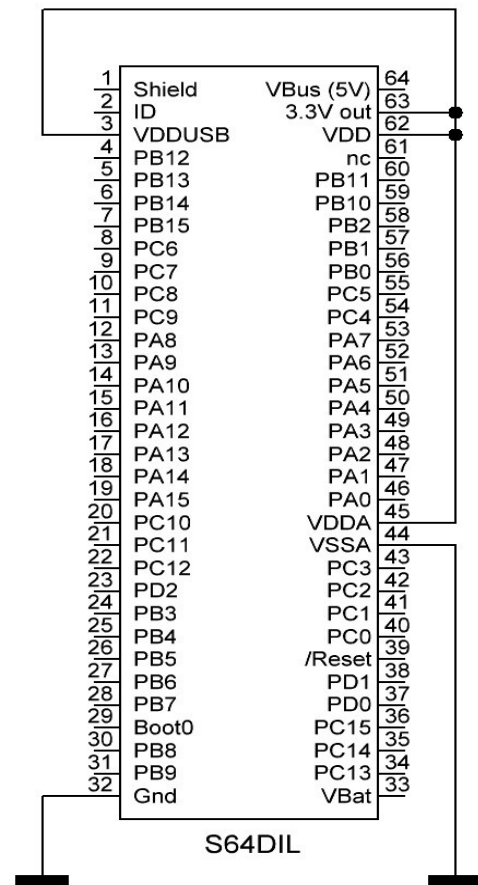 1 Shield VBus (5V) 64
2 ID 3.3V out 63
3 VDDUSB VDD 62
4 PB12 nc 61
5 PB13 PB11 60
6 PB14 PB10 59
7 PB15 PB2 58
8 PC6 PB1 57
9 PC7 PB0 56
10 PC8 PC5 55
11 PC9 PC4 54
12 PA8 PA7 53
13 PA9 PA6 52
14 PA10 PA5 51
15 PA11 PA4 50
16 PA12 PA3 49
17 PA13 PA2 48
18 PA14 PA1 47
19 PA15 PA0 46
20 PC10 VDDA 45
21 PC11 VSSA 44
22 PC12 PC3 43
23 PD2 PC2 42
24 PB3 PC1 41
25 PB4 PC0 40
26 PB5 /Reset 39
27 PB6 PD1 38
28 PB7 PD0 37
29 Boot0 PC15 36
30 PB8 PC14 35
31 PB9 PC13 34
32 Gnd VBat 33
S64DIL